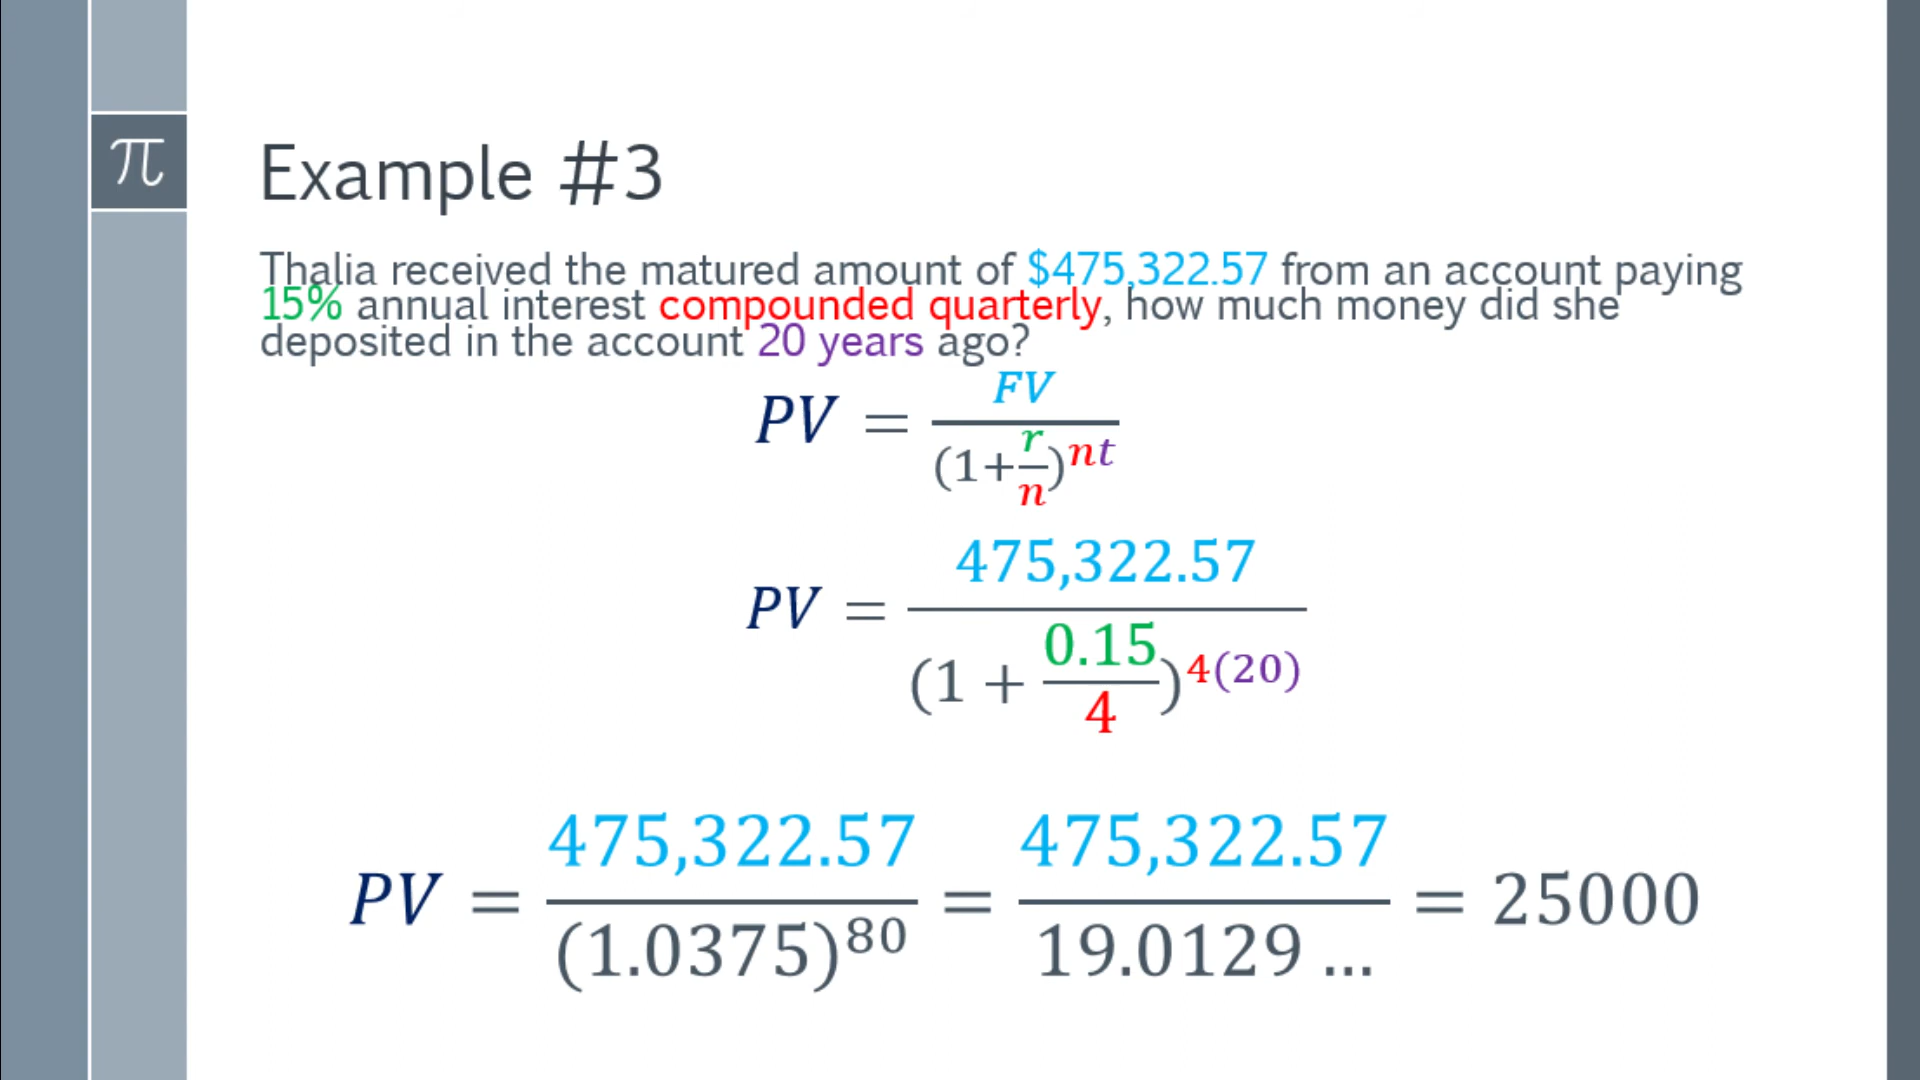 π
Example #3
Thalia received the matured amount of $475,322.57 from an account paying
15% annual interest compounded quarterly, how much money did she
deposited in the account 20 years ago?
PV = FV / (1+r/n)^nt
PV = 475,322.57 / (1 + 0.15/4)^4(20)
PV = 475,322.57 / (1.0375)^80 = 475,322.57 / 19.0129 ... = 25000